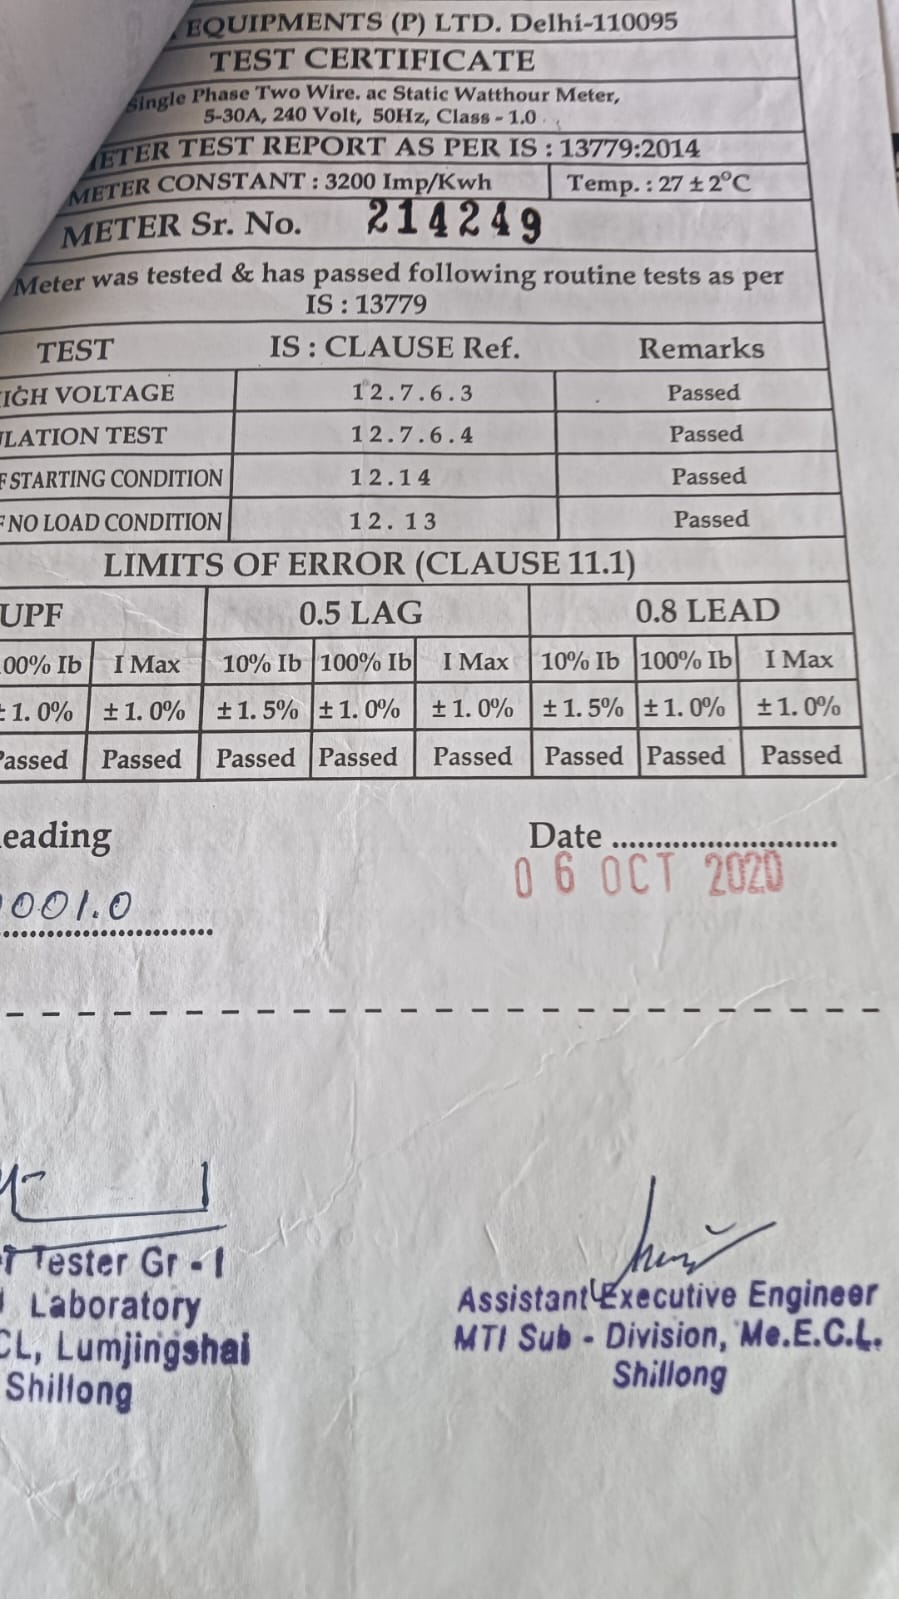 EQUIPMENTS (P) LTD. Delhi-110095
TEST CERTIFICATE
Single Phase Two Wire. ac Static Watthour Meter,
5-30A, 240 Volt, 50Hz, Class - 1.0
ETER TEST REPORT AS PER IS : 13779:2014
METER CONSTANT : 3200 Imp/Kwh Temp. : 27 ± 2°C
METER Sr. No. 214249
Meter was tested & has passed following routine tests as per
IS : 13779
TEST IS : CLAUSE Ref. Remarks
IGH VOLTAGE 12.7.6.3 Passed
LATION TEST 12.7.6.4 Passed
F STARTING CONDITION 12.14 Passed
F NO LOAD CONDITION 12.13 Passed
LIMITS OF ERROR (CLAUSE 11.1)
UPF 0.5 LAG 0.8 LEAD
00% Ib I Max 10% Ib 100% Ib I Max 10% Ib 100% Ib I Max
± 1. 0% ± 1. 0% ± 1. 5% ± 1. 0% ± 1. 0% ± 1. 5% ± 1. 0% ± 1. 0%
Passed Passed Passed Passed Passed Passed Passed Passed
eading Date ..........................
06 OCT 2020
001.0
Tester Gr - I
Laboratory
CL, Lumjingshai
Shillong
Assistant Executive Engineer
MTI Sub - Division, Me.E.C.L.
Shillong